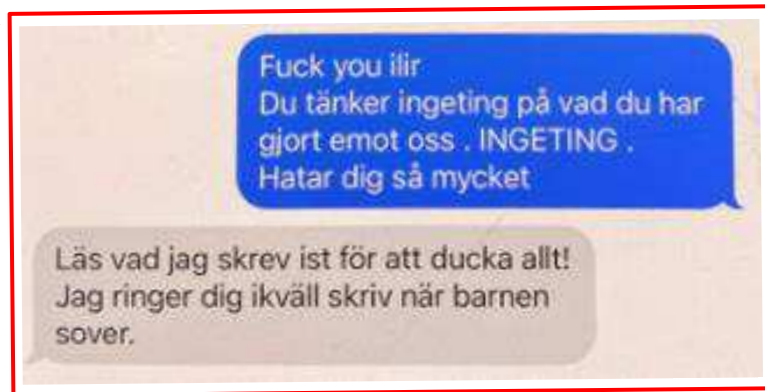 Fuck you ilir
Du tänker ingeting på vad du har
gjort emot oss . INGETING .
Hatar dig så mycket
Läs vad jag skrev ist för att ducka allt!
Jag ringer dig ikväll skriv när barnen
sover.